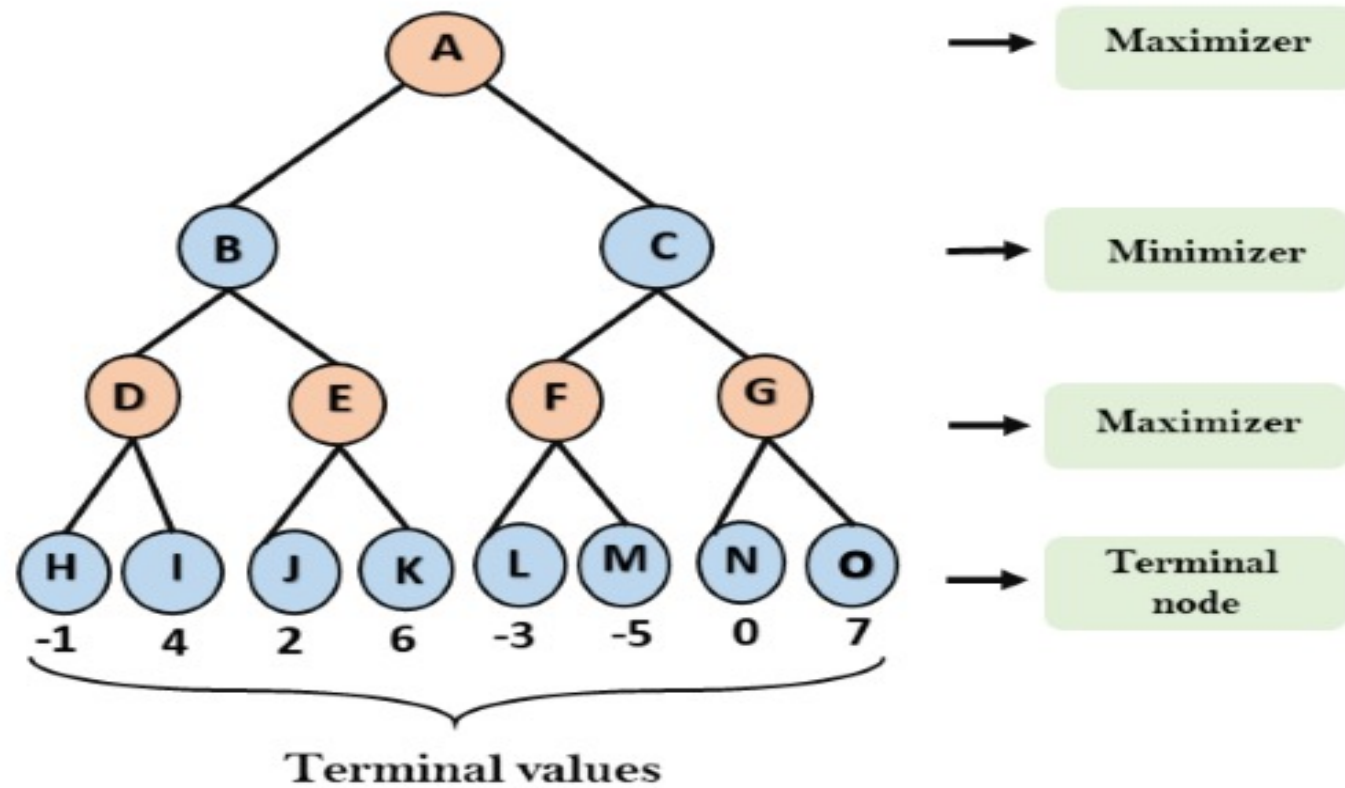 A
Maximizer
B
C
Minimizer
D
E
F
G
Maximizer
H
I
J
K
L
M
N
O
Terminal
node
-1 4 2 6 -3 -5 0 7
Terminal values